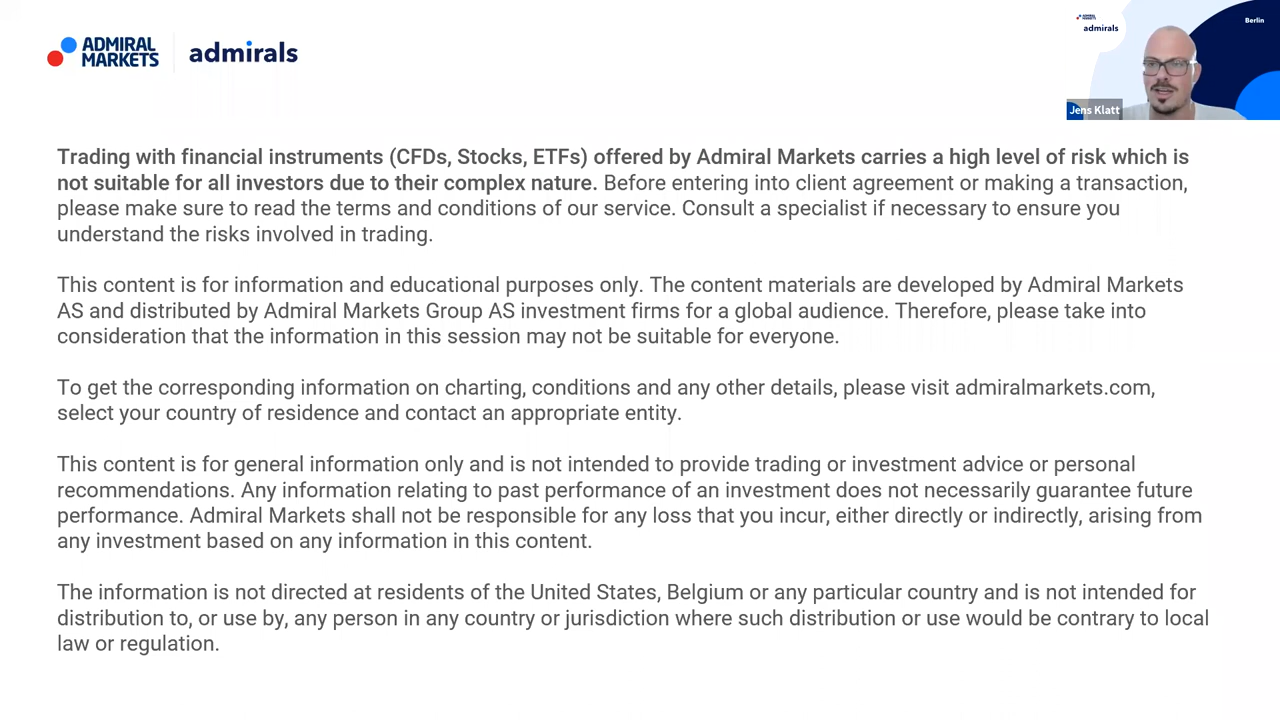 ADMIRAL
MARKETS
admirals
ADMIRAL
MARKETS
admirals
Berlin
Jens Klatt
Trading with financial instruments (CFDs, Stocks, ETFs) offered by Admiral Markets carries a high level of risk which is
not suitable for all investors due to their complex nature. Before entering into client agreement or making a transaction,
please make sure to read the terms and conditions of our service. Consult a specialist if necessary to ensure you
understand the risks involved in trading.
This content is for information and educational purposes only. The content materials are developed by Admiral Markets
AS and distributed by Admiral Markets Group AS investment firms for a global audience. Therefore, please take into
consideration that the information in this session may not be suitable for everyone.
To get the corresponding information on charting, conditions and any other details, please visit admiralmarkets.com,
select your country of residence and contact an appropriate entity.
This content is for general information only and is not intended to provide trading or investment advice or personal
recommendations. Any information relating to past performance of an investment does not necessarily guarantee future
performance. Admiral Markets shall not be responsible for any loss that you incur, either directly or indirectly, arising from
any investment based on any information in this content.
The information is not directed at residents of the United States, Belgium or any particular country and is not intended for
distribution to, or use by, any person in any country or jurisdiction where such distribution or use would be contrary to local
law or regulation.